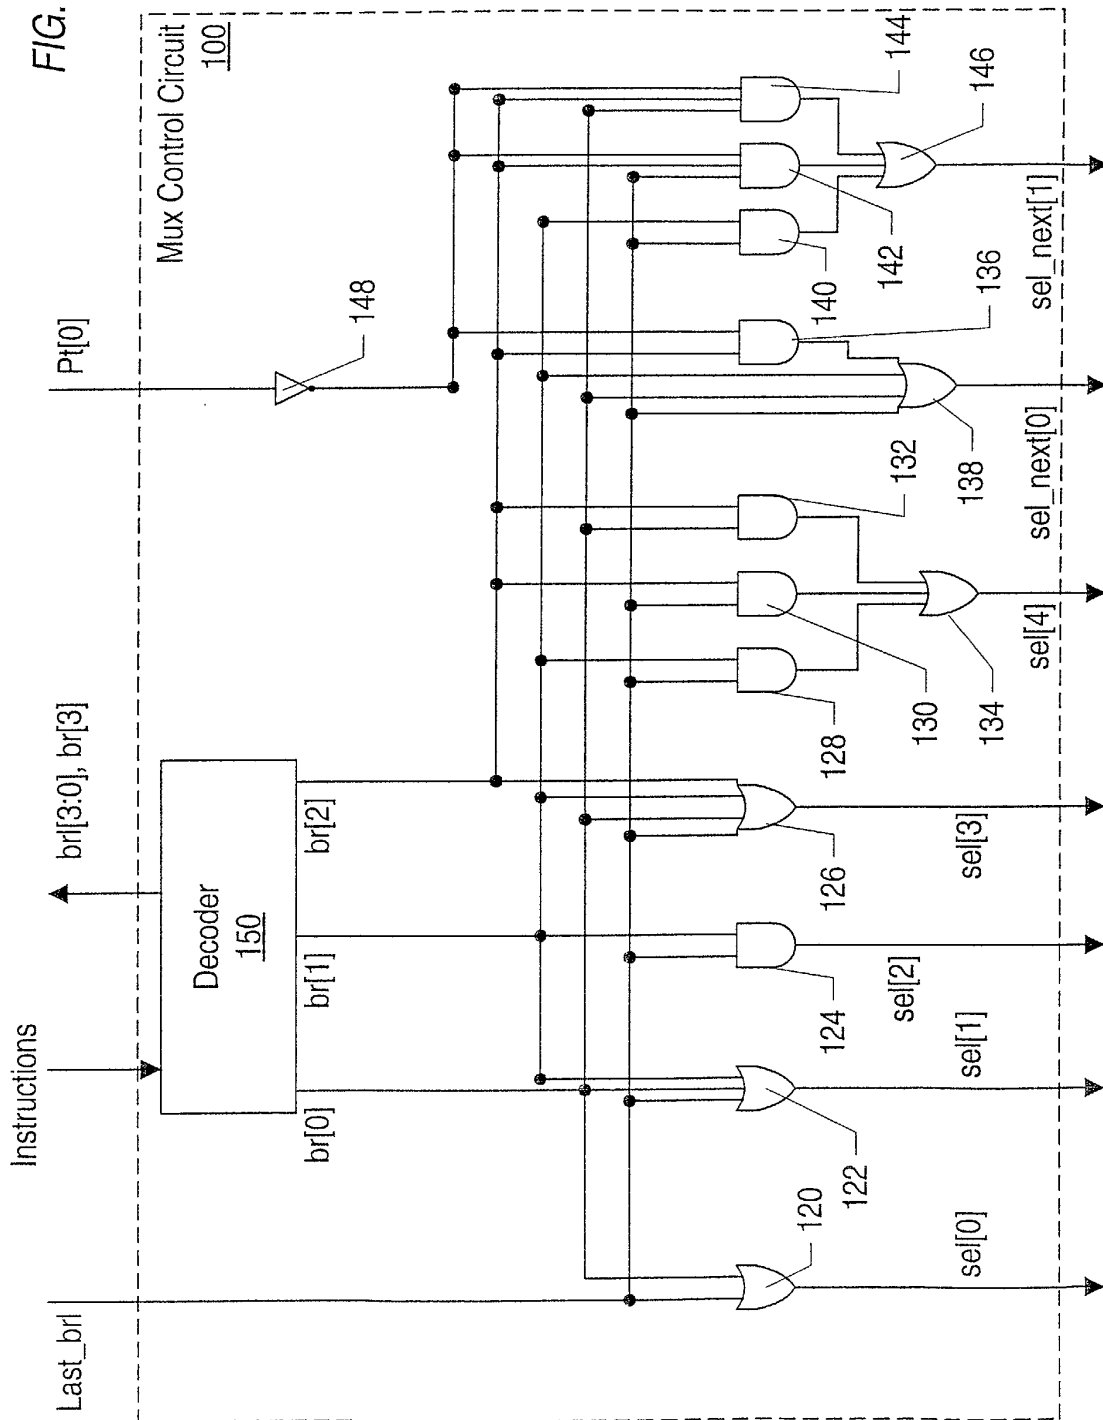 FIG.
Mux Control Circuit
100
Last_brl
Instructions
brl[3:0], br[3]
Pt[0]
Decoder
150
br[0]
br[1]
br[2]
148
120
122
124
126
128
130
132
134
136
138
140
142
144
146
sel[0]
sel[1]
sel[2]
sel[3]
sel[4]
sel_next[0]
sel_next[1]